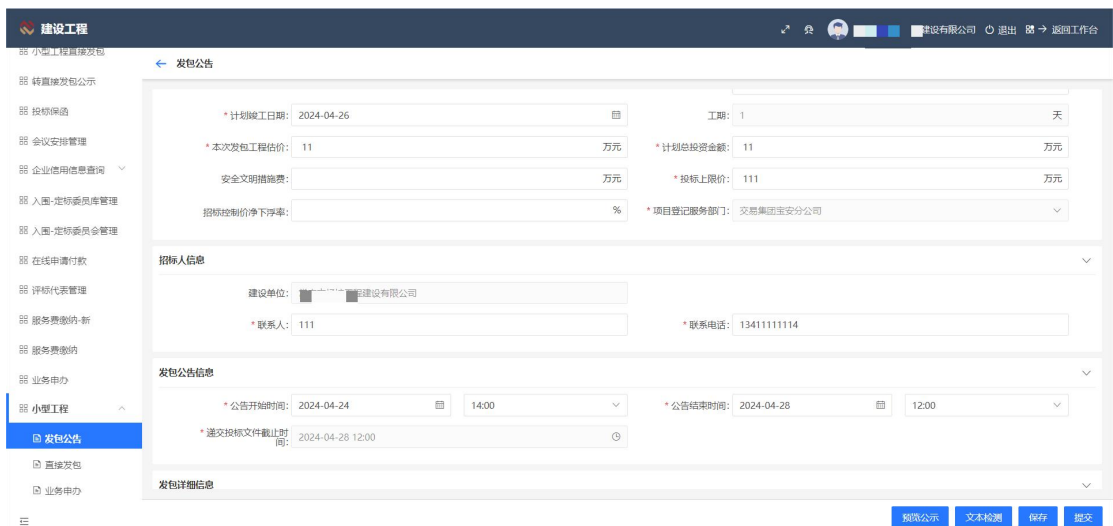 建设工程
建设有限公司 退出 返回工作台
小型工程直接发包
转直接发包公示
投标保函
会议安排管理
企业信用信息查询
入围-定标委员库管理
入围-定标委员会管理
在线申请付款
评标代表管理
服务费缴纳-新
服务费缴纳
业务申办
小型工程
发包公告
直接发包
业务申办
← 发包公告
* 计划竣工日期: 2024-04-26 工期: 1 天
* 本次发包工程估价: 11 万元 * 计划总投资金额: 11 万元
安全文明措施费: 万元 * 投标上限价: 111 万元
招标控制价净下浮率: % * 项目登记服务部门: 交易集团宝安分公司
招标人信息
建设单位: 建设有限公司
* 联系人: 111 * 联系电话: 13411111114
发包公告信息
* 公告开始时间: 2024-04-24 14:00 * 公告结束时间: 2024-04-28 12:00
* 递交投标文件截止时
间: 2024-04-28 12:00
发包详细信息
预览公示 文本检测 保存 提交